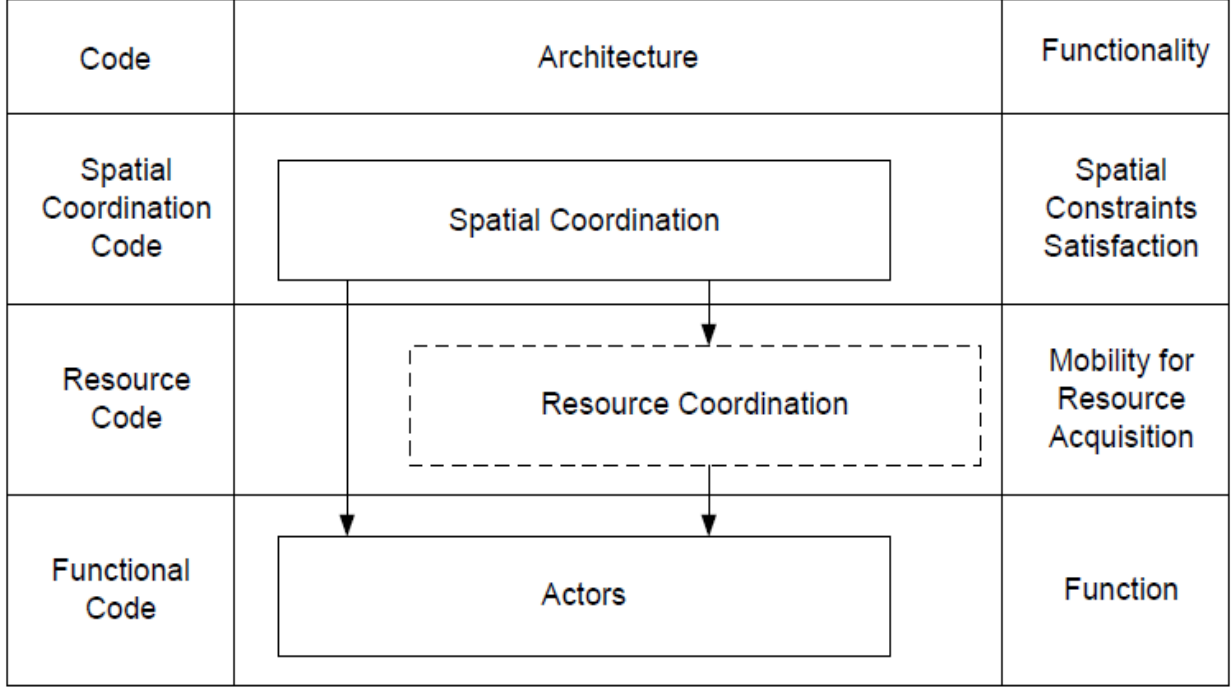 Code
Architecture
Functionality
Spatial
Coordination
Code
Spatial Coordination
Spatial
Constraints
Satisfaction
Resource
Code
Resource Coordination
Mobility for
Resource
Acquisition
Functional
Code
Actors
Function